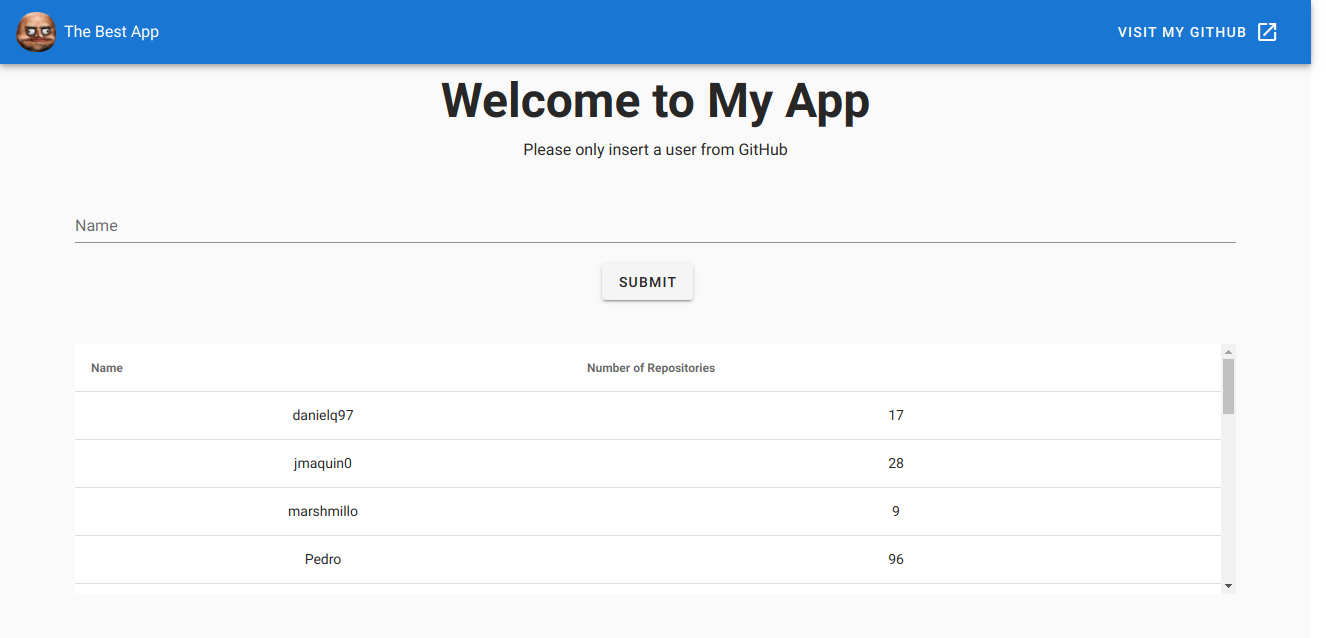 The Best App
VISIT MY GITHUB
Welcome to My App
Please only insert a user from GitHub
Name
SUBMIT
Name Number of Repositories
danielq97 17
jmaquin0 28
marshmillo 9
Pedro 96